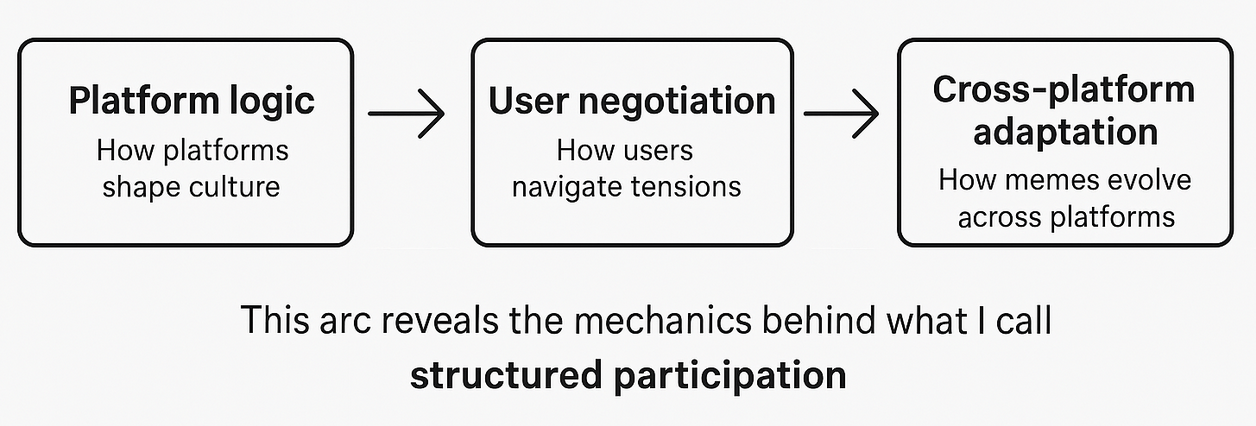 Platform logic
How platforms
shape culture
User negotiation
How users
navigate tensions
Cross-platform
adaptation
How memes evolve
across platforms
This arc reveals the mechanics behind what I call
structured participation